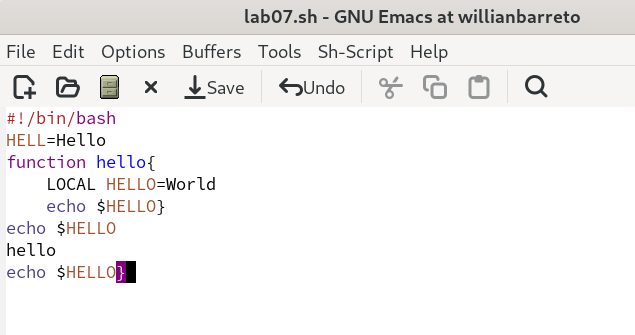 lab07.sh - GNU Emacs at willianbarreto
File Edit Options Buffers Tools Sh-Script Help
Save Undo
#!/bin/bash
HELL=Hello
function hello{
    LOCAL HELLO=World
    echo $HELLO}
echo $HELLO
hello
echo $HELLO}